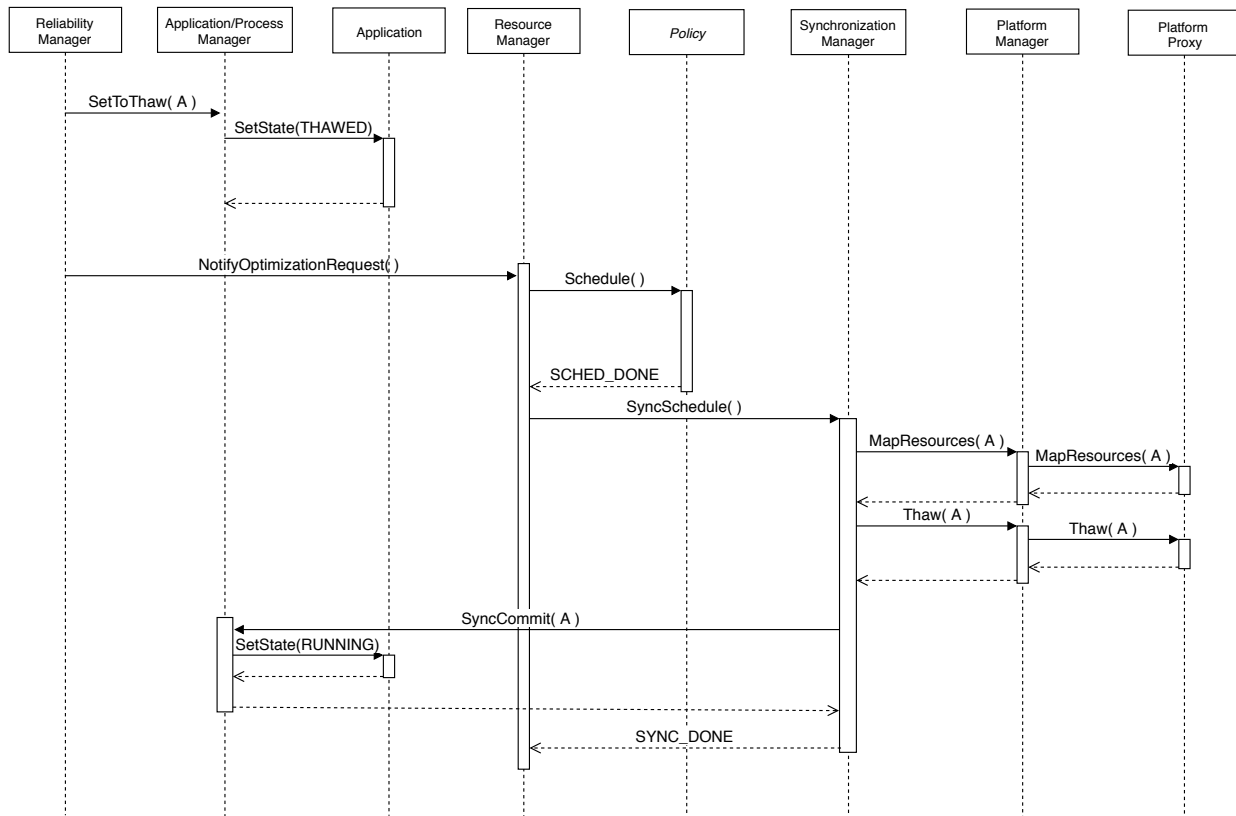 Reliability
Manager
Application/Process
Manager
Application
Resource
Manager
Policy
Synchronization
Manager
Platform
Manager
Platform
Proxy
SetToThaw( A )
SetState(THAWED)
NotifyOptimizationRequest( )
Schedule( )
SCHED_DONE
SyncSchedule( )
MapResources( A )
MapResources( A )
Thaw( A )
Thaw( A )
SyncCommit( A )
SetState(RUNNING)
SYNC_DONE